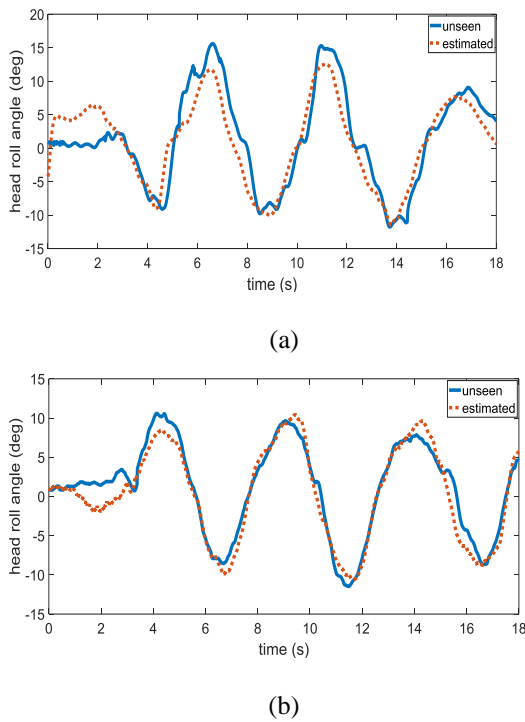 20
15
10
5
0
-5
-10
-15
head roll angle (deg)
unseen
estimated
0 2 4 6 8 10 12 14 16 18
time (s)
(a)
15
10
5
0
-5
-10
-15
head roll angle (deg)
unseen
estimated
0 2 4 6 8 10 12 14 16 18
time (s)
(b)